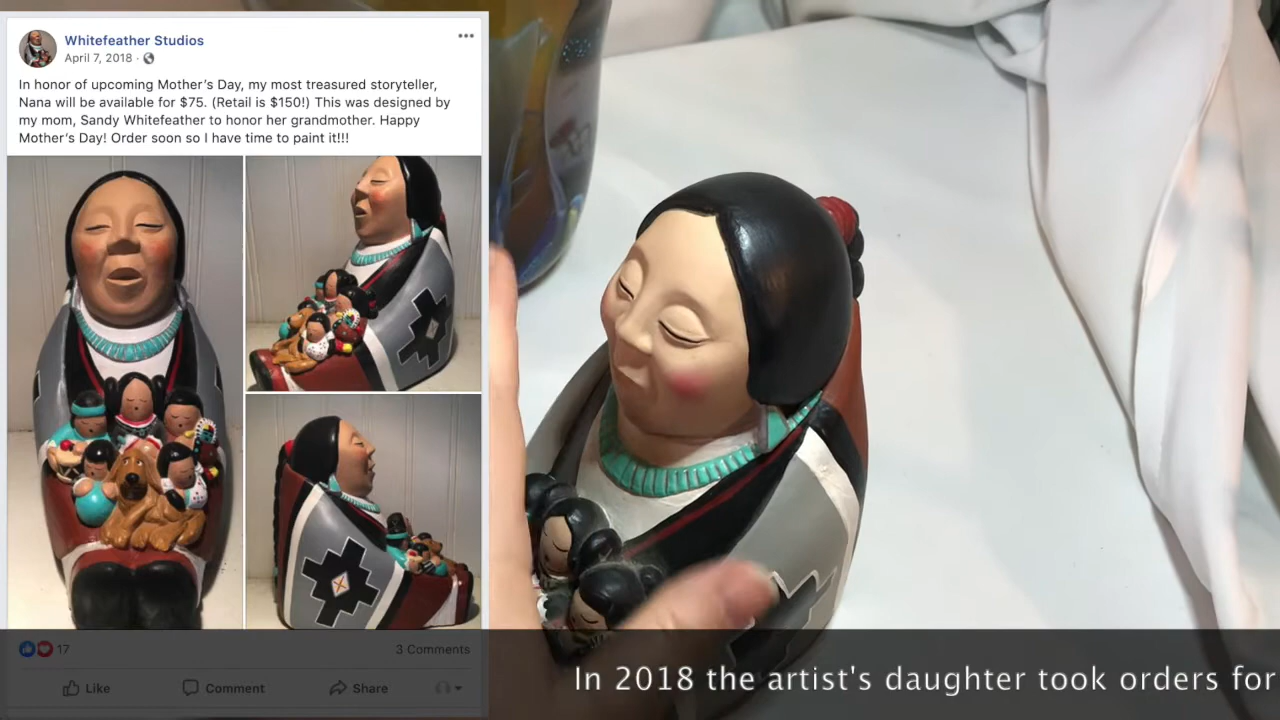 Whitefeather Studios
April 7, 2018 ·
In honor of upcoming Mother's Day, my most treasured storyteller,
Nana will be available for $75. (Retail is $150!) This was designed by
my mom, Sandy Whitefeather to honor her grandmother. Happy
Mother's Day! Order soon so I have time to paint it!!!
17
3 Comments
Like
Comment
Share
In 2018 the artist's daughter took orders for